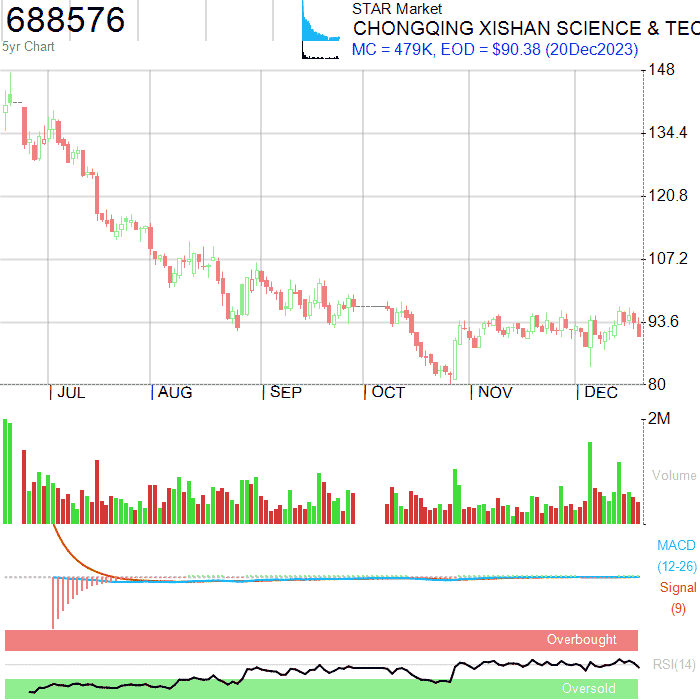 688576
5yr Chart
STAR Market
CHONGQING XISHAN SCIENCE & TEC
MC = 479K, EOD = $90.38 (20Dec2023)
148
134.4
120.8
107.2
93.6
80
JUL
AUG
SEP
OCT
NOV
DEC
2M
Volume
MACD
(12-26)
Signal
(9)
Overbought
RSI(14)
Oversold